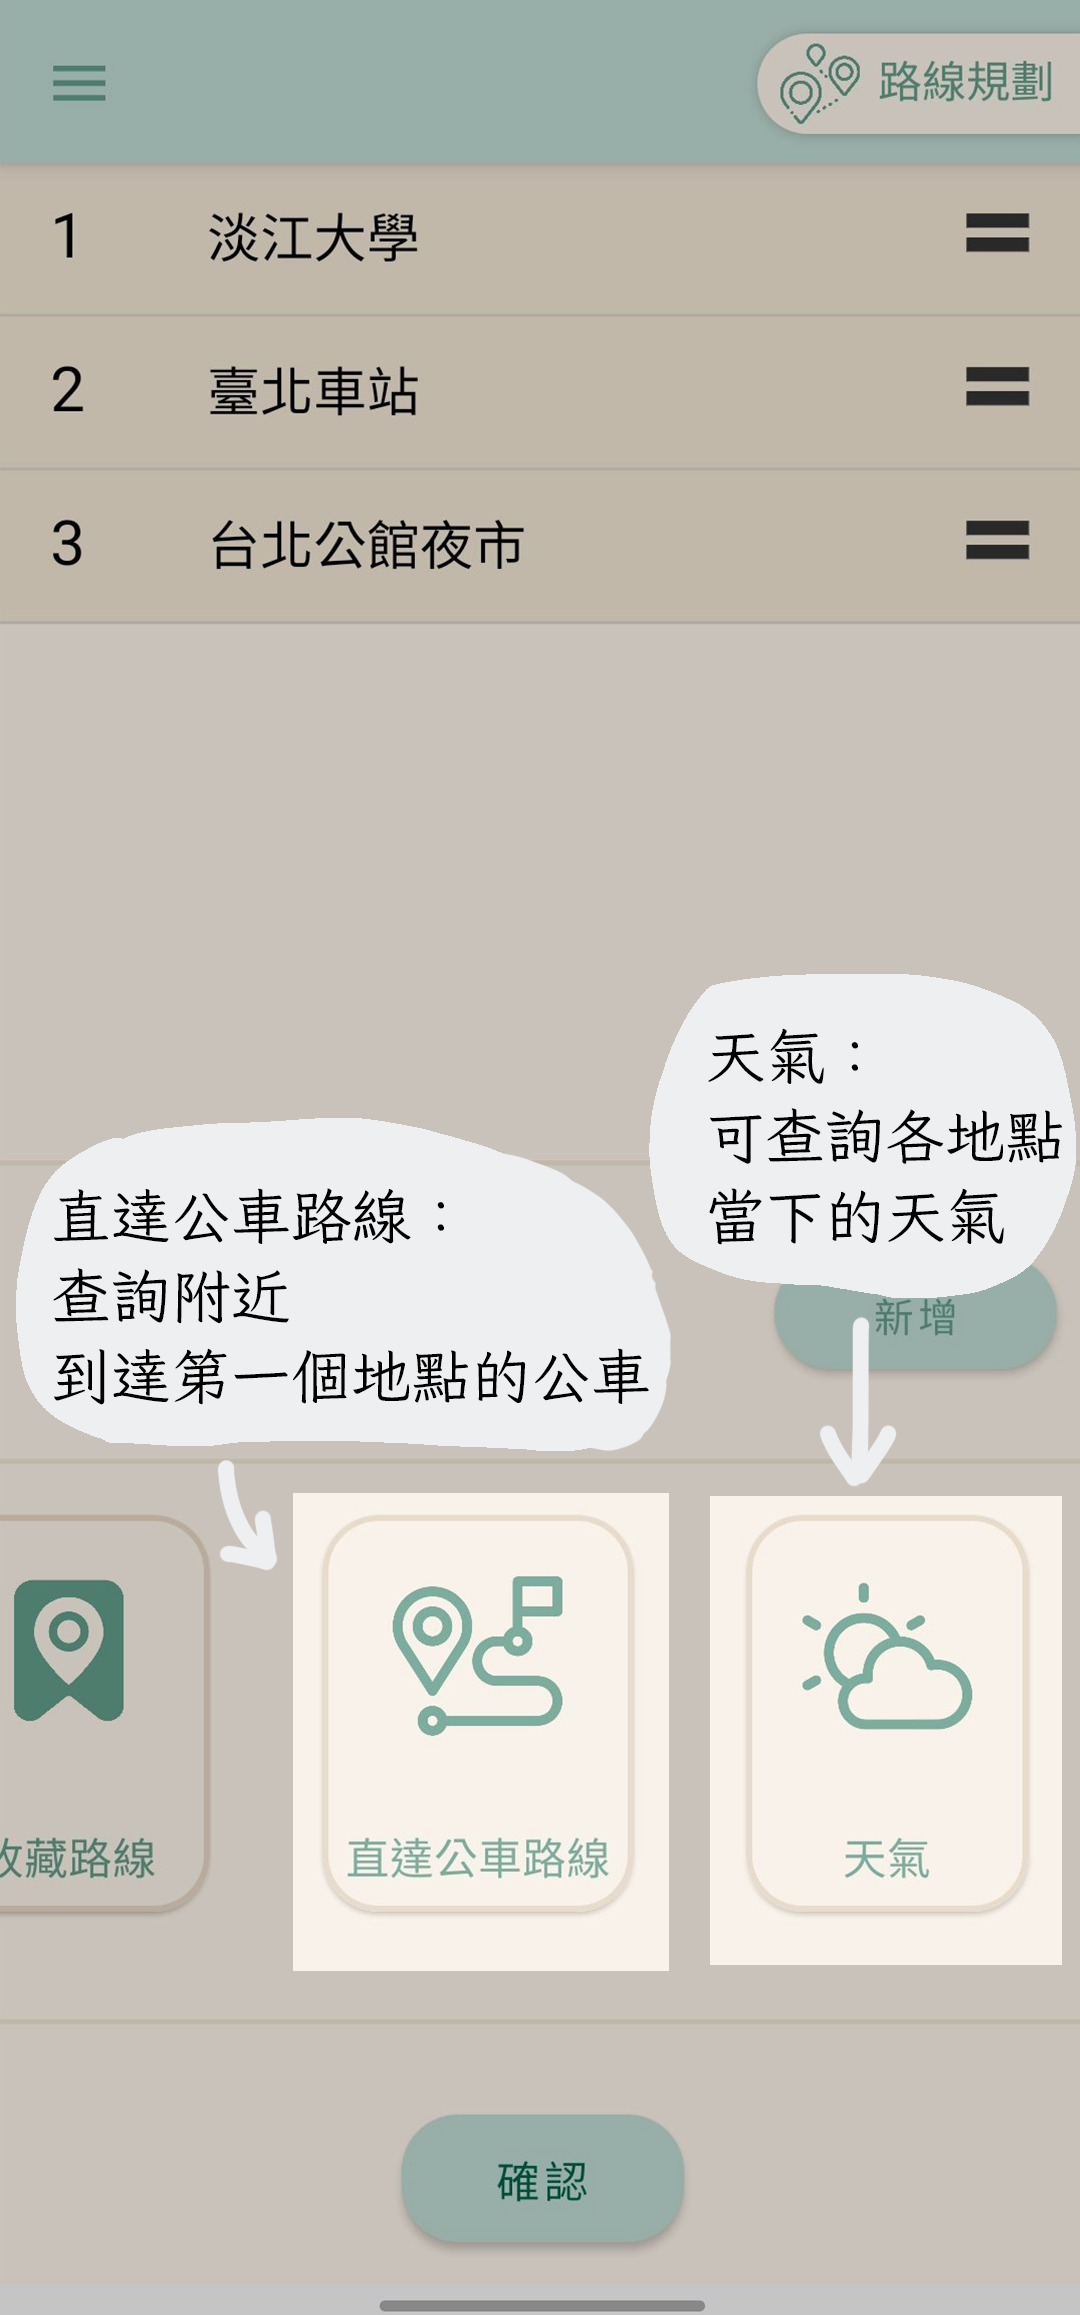 路線規劃
1 淡江大學
2 臺北車站
3 台北公館夜市
天氣：
可查詢各地點
當下的天氣
直達公車路線：
查詢附近
到達第一個地點的公車
新增
收藏路線
直達公車路線
天氣
確認